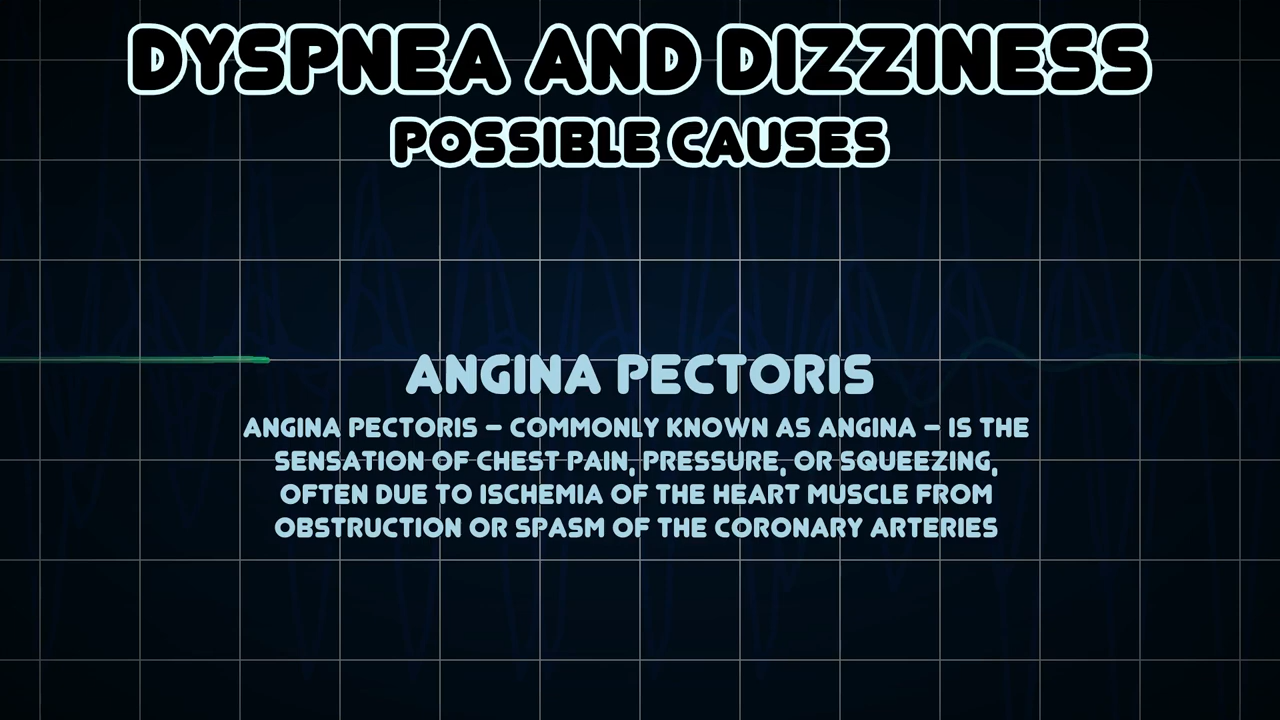 DYSPNEA AND DIZZINESS
POSSIBLE CAUSES
ANGINA PECTORIS
ANGINA PECTORIS – COMMONLY KNOWN AS ANGINA – IS THE
SENSATION OF CHEST PAIN, PRESSURE, OR SQUEEZING,
OFTEN DUE TO ISCHEMIA OF THE HEART MUSCLE FROM
OBSTRUCTION OR SPASM OF THE CORONARY ARTERIES